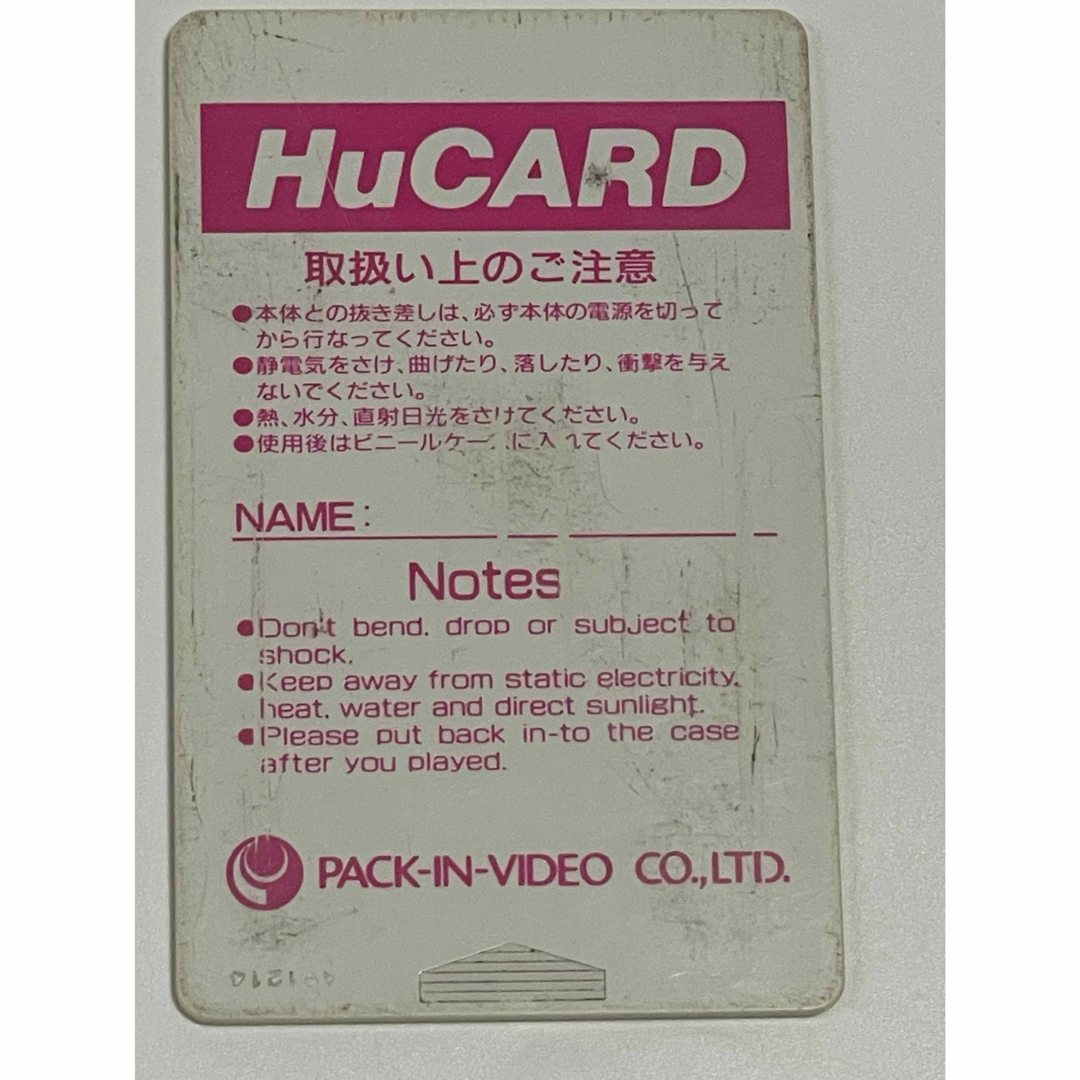 HuCARD
取扱い上のご注意
●本体との抜き差しは、必ず本体の電源を切って
から行なってください。
●静電気をさけ、曲げたり、落したり、衝撃を与え
ないでください。
●熱、水分、直射日光をさけてください。
●使用後はビニールケースに入れてください。
NAME:
Notes
●Don't bend, drop or subject to
shock.
●Keep away from static electricity,
heat, water and direct sunlight.
●Please put back in-to the case
after you played.
PACK-IN-VIDEO CO.,LTD.